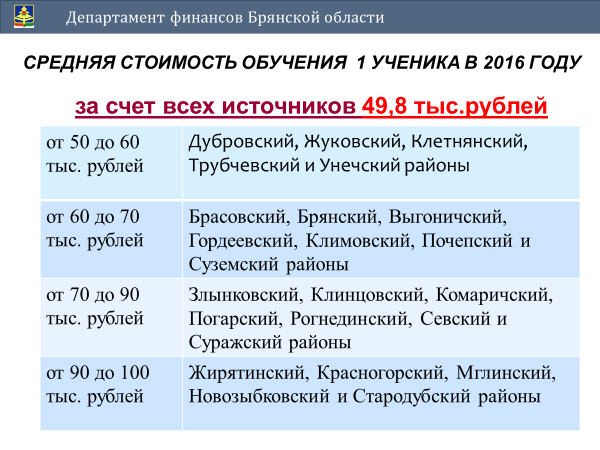 Департамент финансов Брянской области
СРЕДНЯЯ СТОИМОСТЬ ОБУЧЕНИЯ 1 УЧЕНИКА В 2016 ГОДУ
за счет всех источников 49,8 тыс.рублей
от 50 до 60
тыс. рублей
Дубровский, Жуковский, Клетнянский,
Трубчевский и Унечский районы
от 60 до 70
тыс. рублей
Брасовский, Брянский, Выгоничский,
Гордеевский, Климовский, Почепский и
Суземский районы
от 70 до 90
тыс. рублей
Злынковский, Клинцовский, Комаричский,
Погарский, Рогнединский, Севский и
Суражский районы
от 90 до 100
тыс. рублей
Жирятинский, Красногорский, Мглинский,
Новозыбковский и Стародубский районы